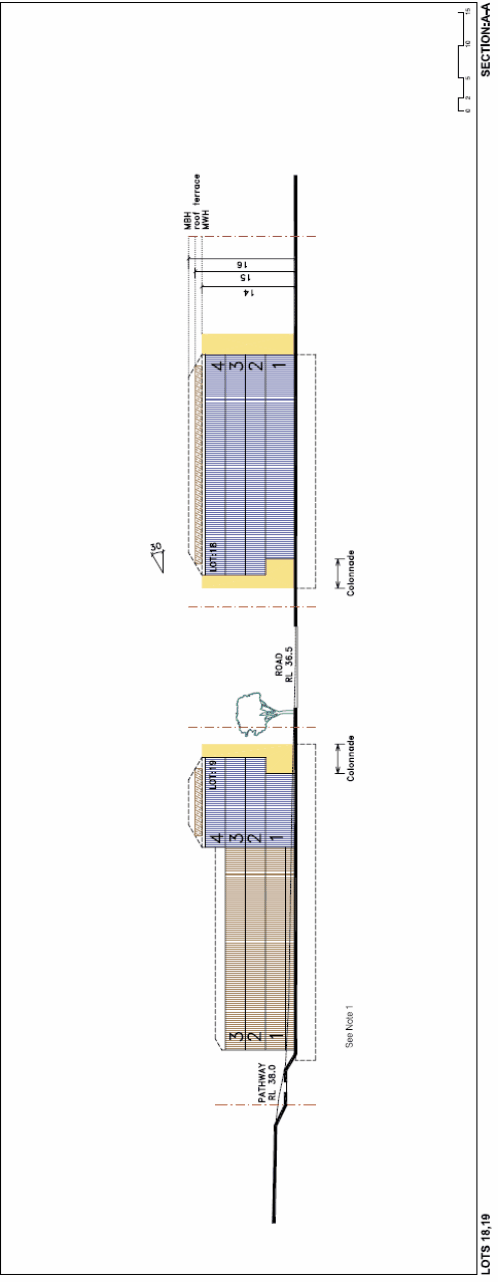 LOTS 18,19
SECTION:A-A
0 2 5 10 15
MBH
roof terrace
MWH
16
15
14
30
LOT:18
4
3
2
1
Colonnade
ROAD
RL 36.5
LOT:19
4
3
2
1
Colonnade
3
2
1
PATHWAY
RL 38.0
See Note 1